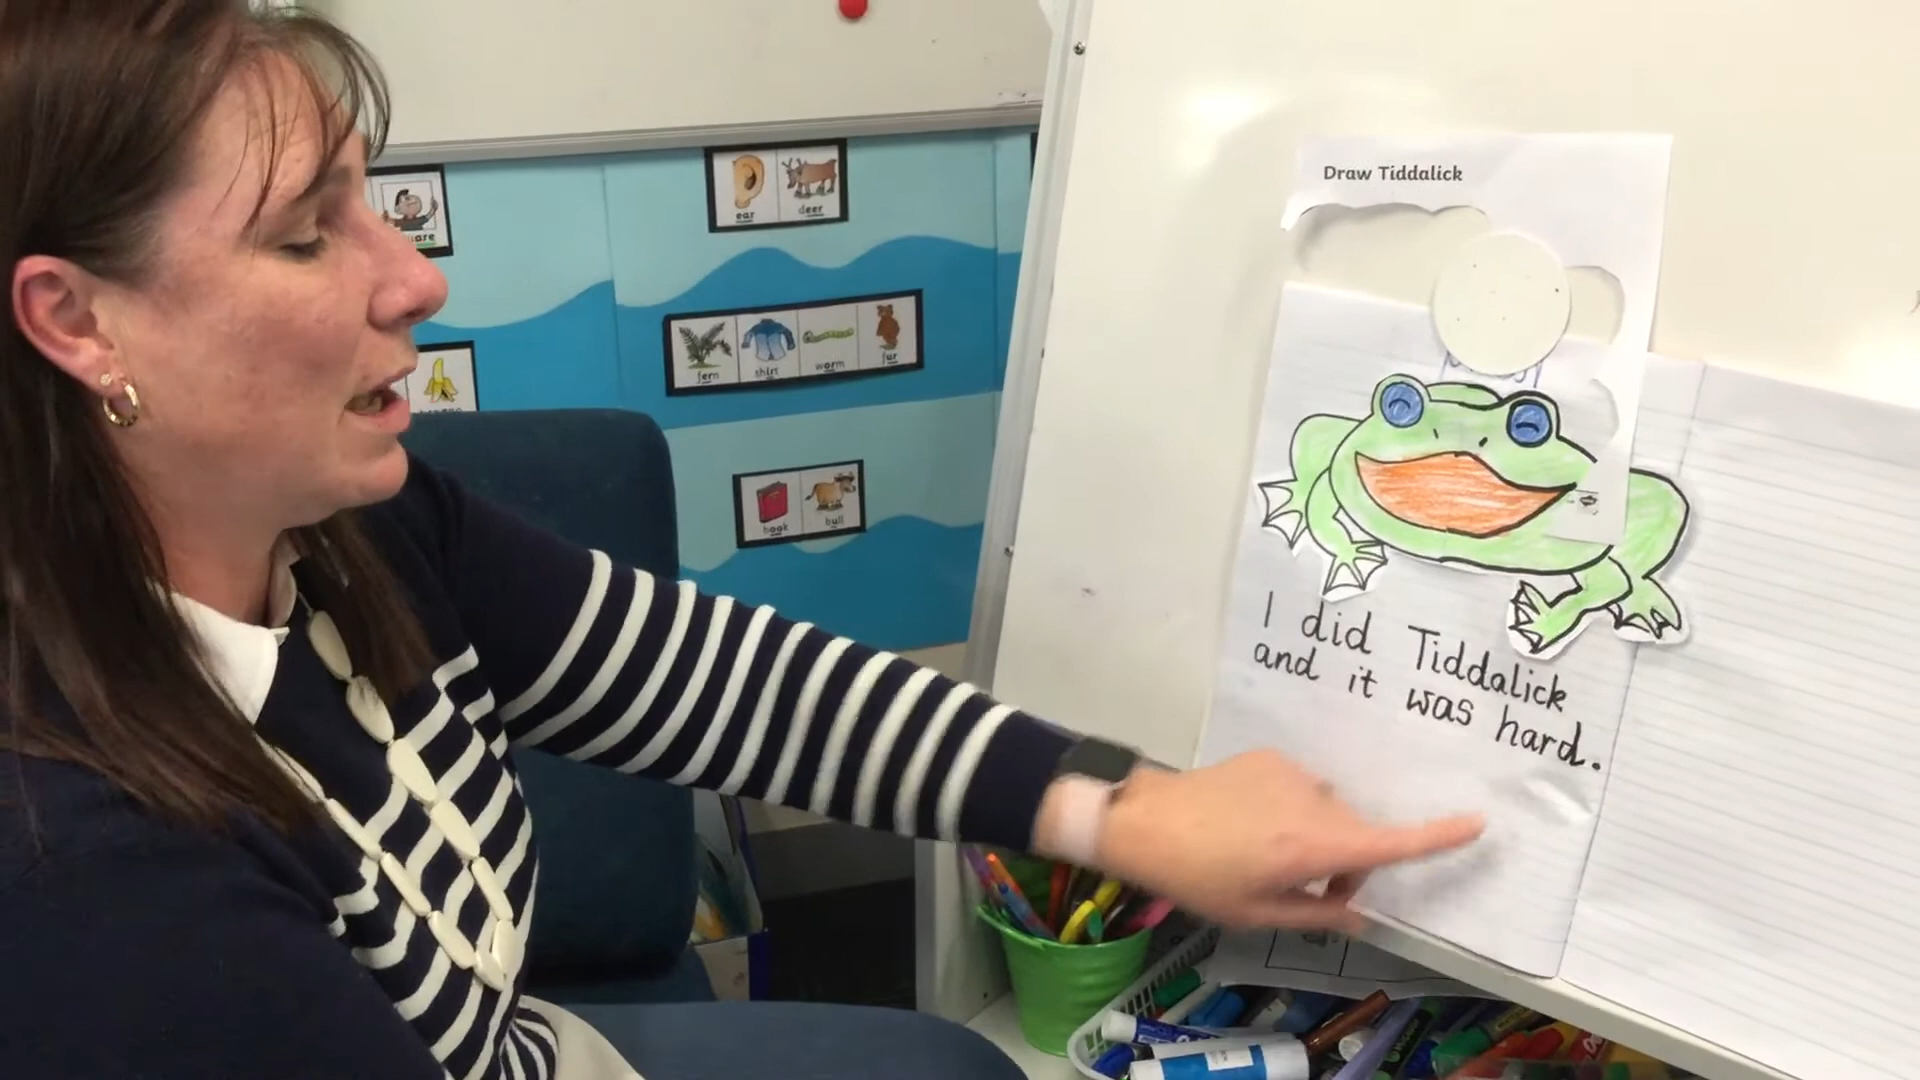 Draw Tiddalick
ear deer
fern shirt worm fur
book bull
I did Tiddalick
and it was hard.